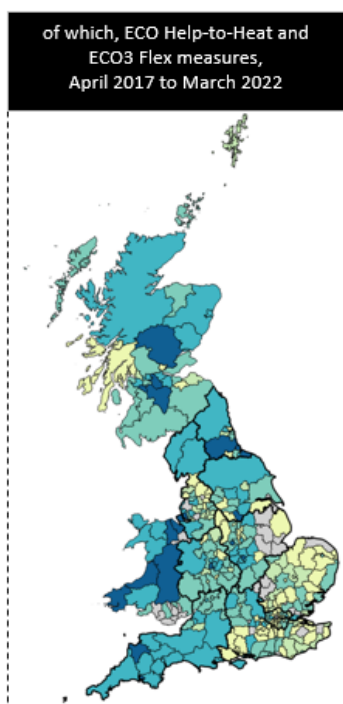 of which, ECO Help-to-Heat and
ECO3 Flex measures,
April 2017 to March 2022